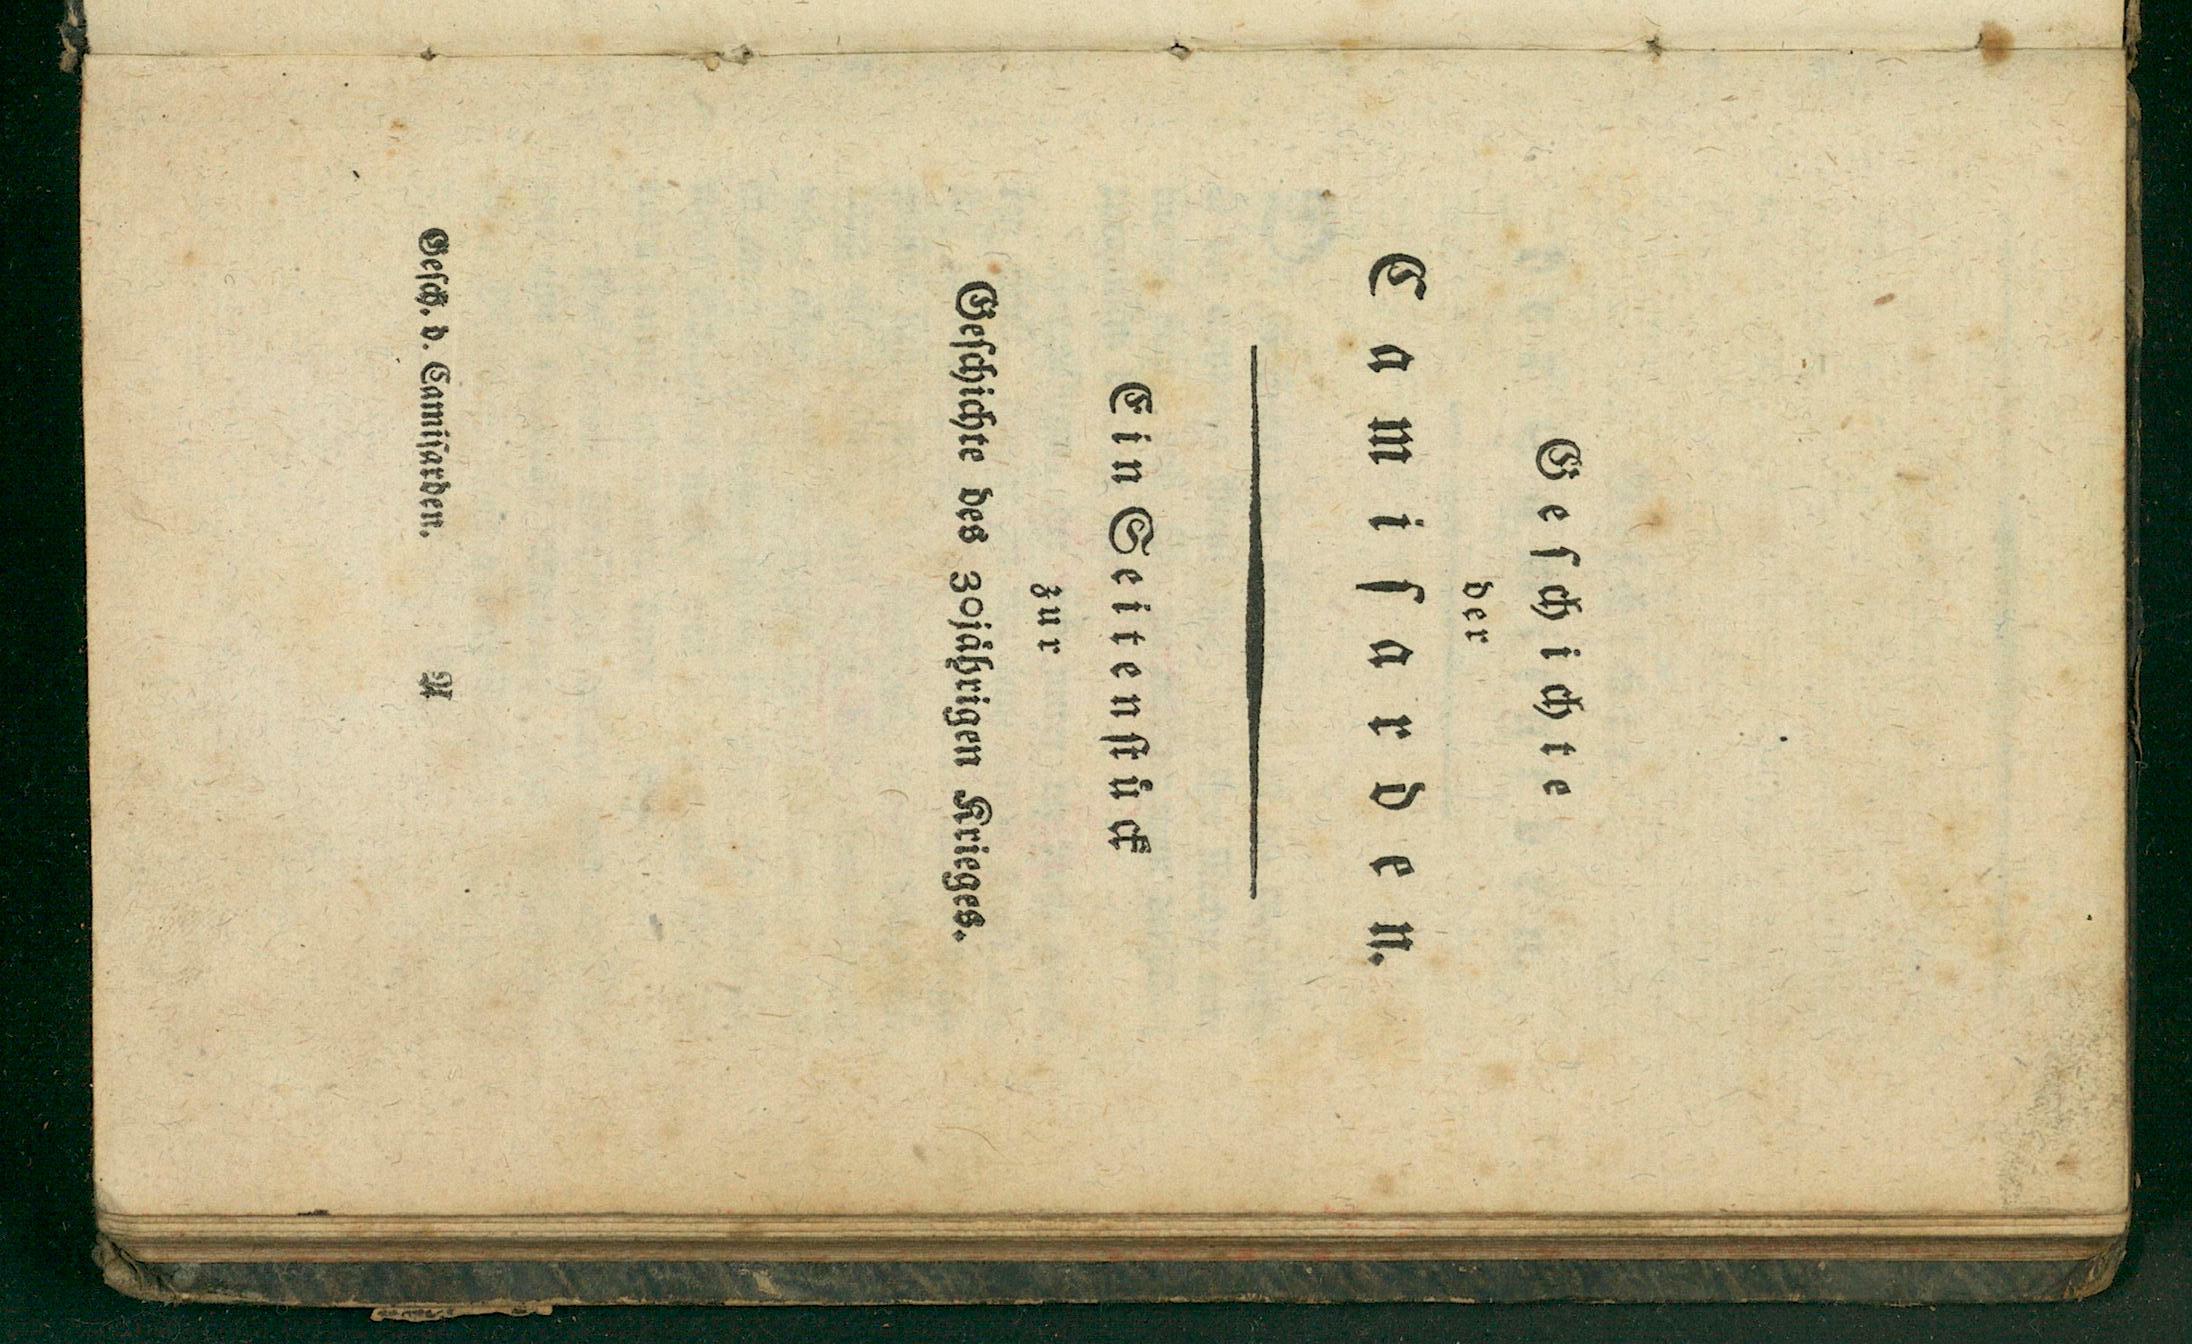 Geſchichte
der
Camiſarden.
Ein Seitenſtück
zur
Geſchichte des 30jährigen Krieges.
Geſch. d. Camiſarden. A